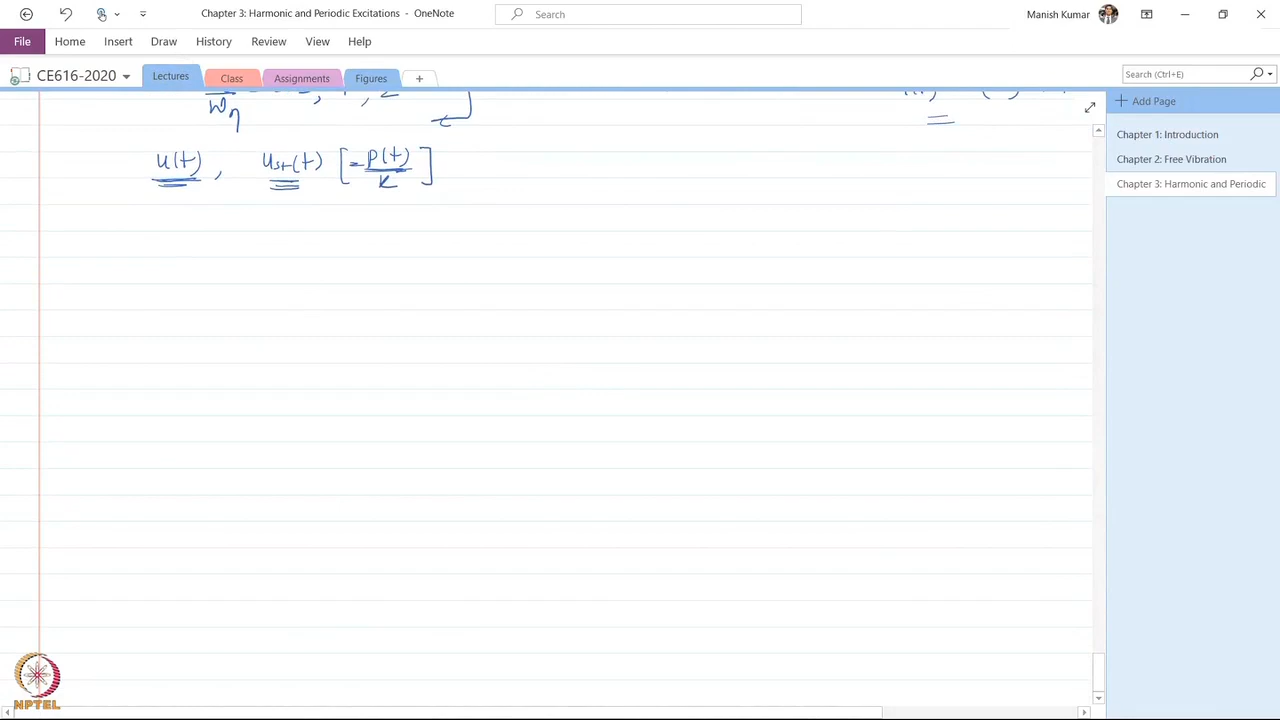 Chapter 3: Harmonic and Periodic Excitations - OneNote
Search
Manish Kumar
File Home Insert Draw History Review View Help
CE616-2020
Lectures Class Assignments Figures +
Search (Ctrl+E)
Add Page
Chapter 1: Introduction
Chapter 2: Free Vibration
Chapter 3: Harmonic and Periodic
ωn
u(t), ust(t) [=P(t)/K]
NPTEL